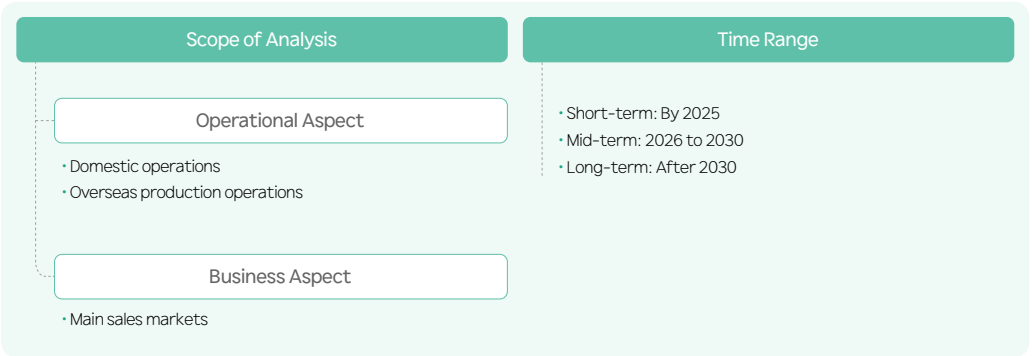 Scope of Analysis
Operational Aspect
• Domestic operations
• Overseas production operations
Business Aspect
• Main sales markets
Time Range
• Short-term: By 2025
• Mid-term: 2026 to 2030
• Long-term: After 2030